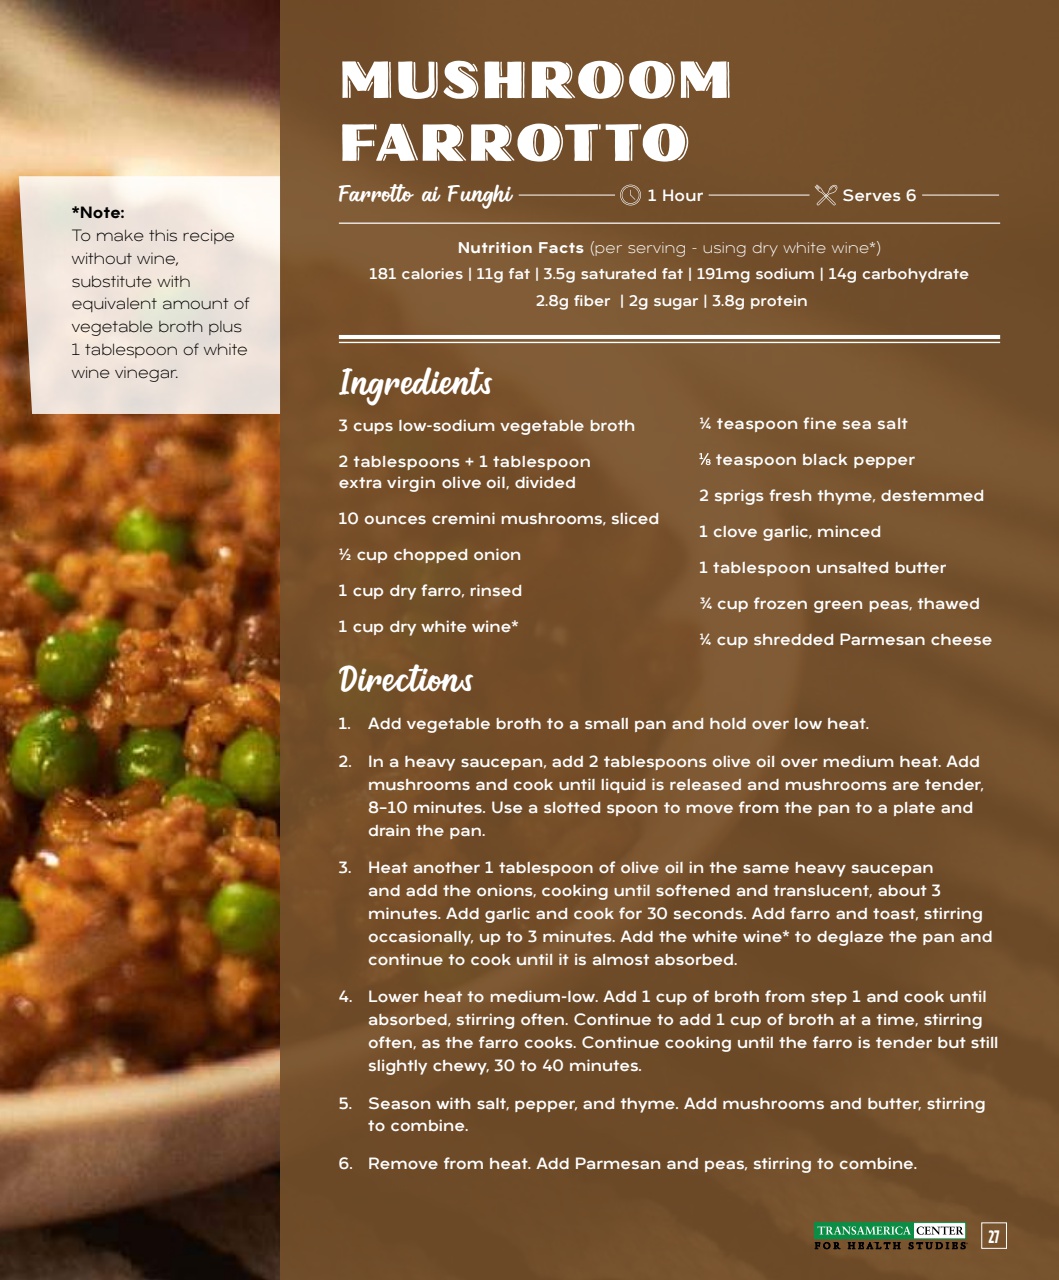 MUSHROOM
FARROTTO
Farrotto ai Funghi
1 Hour
Serves 6
Nutrition Facts (per serving - using dry white wine*)
181 calories | 11g fat | 3.5g saturated fat | 191mg sodium | 14g carbohydrate
2.8g fiber | 2g sugar | 3.8g protein
*Note:
To make this recipe
without wine,
substitute with
equivalent amount of
vegetable broth plus
1 tablespoon of white
wine vinegar.
Ingredients
3 cups low-sodium vegetable broth
2 tablespoons + 1 tablespoon
extra virgin olive oil, divided
10 ounces cremini mushrooms, sliced
½ cup chopped onion
1 cup dry farro, rinsed
1 cup dry white wine*
¼ teaspoon fine sea salt
⅛ teaspoon black pepper
2 sprigs fresh thyme, destemmed
1 clove garlic, minced
1 tablespoon unsalted butter
¾ cup frozen green peas, thawed
¼ cup shredded Parmesan cheese
Directions
1. Add vegetable broth to a small pan and hold over low heat.
2. In a heavy saucepan, add 2 tablespoons olive oil over medium heat. Add
mushrooms and cook until liquid is released and mushrooms are tender,
8–10 minutes. Use a slotted spoon to move from the pan to a plate and
drain the pan.
3. Heat another 1 tablespoon of olive oil in the same heavy saucepan
and add the onions, cooking until softened and translucent, about 3
minutes. Add garlic and cook for 30 seconds. Add farro and toast, stirring
occasionally, up to 3 minutes. Add the white wine* to deglaze the pan and
continue to cook until it is almost absorbed.
4. Lower heat to medium-low. Add 1 cup of broth from step 1 and cook until
absorbed, stirring often. Continue to add 1 cup of broth at a time, stirring
often, as the farro cooks. Continue cooking until the farro is tender but still
slightly chewy, 30 to 40 minutes.
5. Season with salt, pepper, and thyme. Add mushrooms and butter, stirring
to combine.
6. Remove from heat. Add Parmesan and peas, stirring to combine.
TRANSAMERICA CENTER
FOR HEALTH STUDIES
27